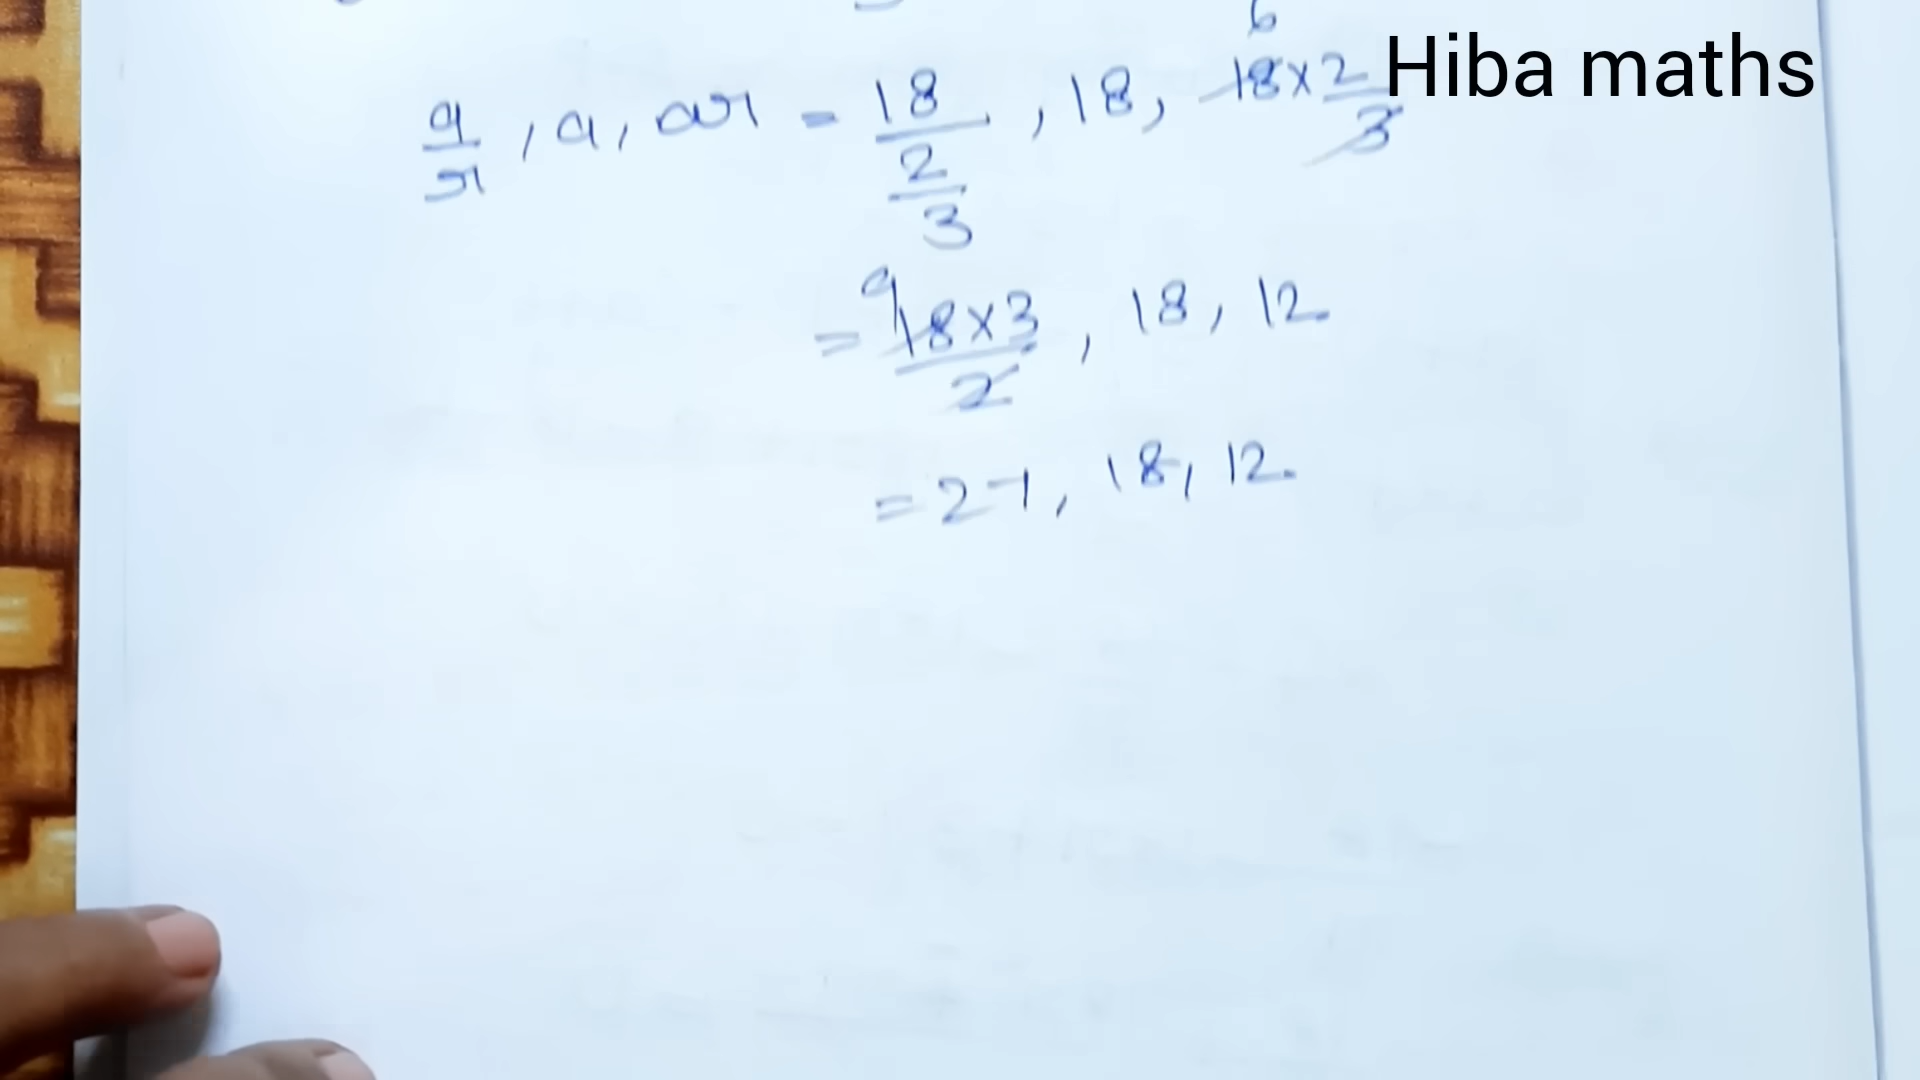 Hiba maths
6
a/r, a, ar = 18/(2/3), 18, 18×2/3
9
= 18×3/2, 18, 12
= 27, 18, 12